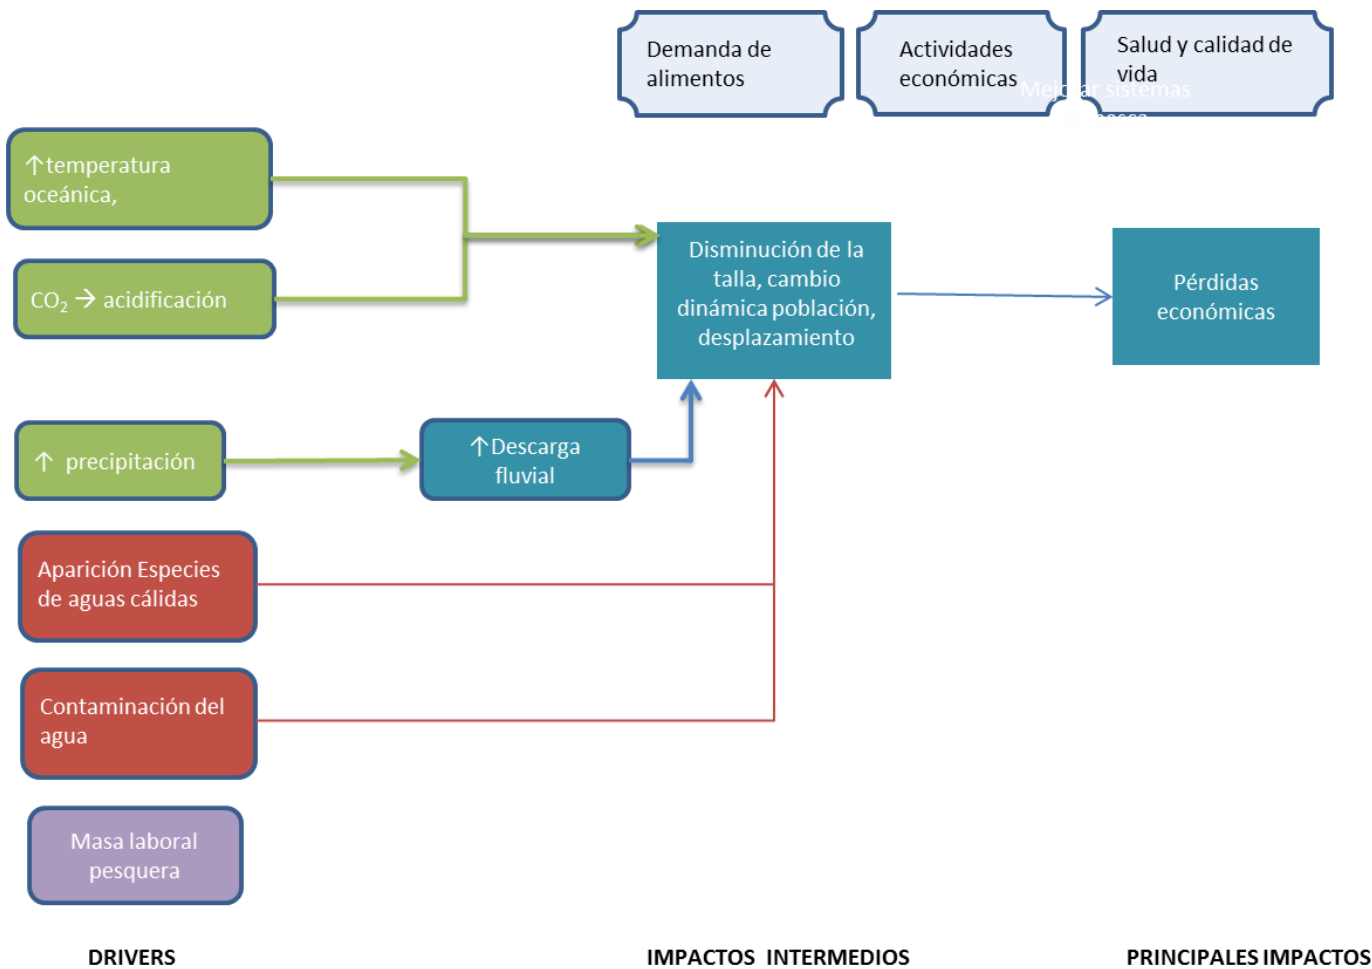 Demanda de
alimentos
Actividades
económicas
Salud y calidad de
vida
Mejorar sistemas
↑temperatura
oceánica,
CO₂ → acidificación
Disminución de la
talla, cambio
dinámica población,
desplazamiento
Pérdidas
económicas
↑ precipitación
↑Descarga
fluvial
Aparición Especies
de aguas cálidas
Contaminación del
agua
Masa laboral
pesquera
DRIVERS
IMPACTOS INTERMEDIOS
PRINCIPALES IMPACTOS